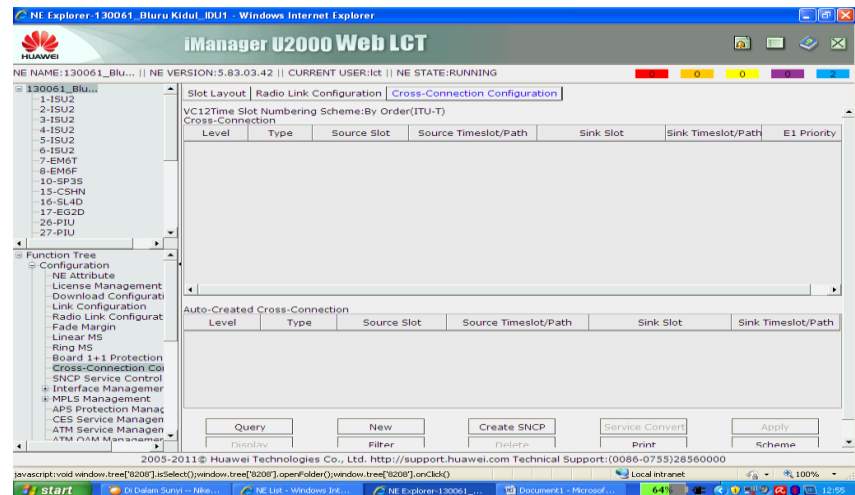 NE Explorer-130061_Bluru Kidul_IDU1 - Windows Internet Explorer
HUAWEI
iManager U2000 Web LCT
NE NAME:130061_Blu... || NE VERSION:5.83.03.42 || CURRENT USER:lct || NE STATE:RUNNING
0 0 0 0 2
130061_Blu...
1-ISU2
2-ISU2
3-ISU2
4-ISU2
5-ISU2
6-ISU2
7-EM6T
8-EM6F
10-SP3S
15-CSHN
16-SL4D
17-EG2D
26-PIU
27-PIU
Function Tree
Configuration
NE Attribute
License Management
Download Configurati
Link Configuration
Radio Link Configurat
Fade Margin
Linear MS
Ring MS
Board 1+1 Protection
Cross-Connection Co
SNCP Service Control
Interface Managemer
MPLS Management
APS Protection Manag
CES Service Managem
ATM Service Managen
ATM OAM Managemer
Slot Layout Radio Link Configuration Cross-Connection Configuration
VC12Time Slot Numbering Scheme:By Order(ITU-T)
Cross-Connection
Level Type Source Slot Source Timeslot/Path Sink Slot Sink Timeslot/Path E1 Priority
Auto-Created Cross-Connection
Level Type Source Slot Source Timeslot/Path Sink Slot Sink Timeslot/Path
Query New Create SNCP Service Convert Apply
Display Filter Delete Print Scheme
2005-2011© Huawei Technologies Co., Ltd. http://support.huawei.com Technical Support:(0086-0755)28560000
javascript:void window.tree['8208'].isSelect();window.tree['8208'].openFolder();window.tree['8208'].onClick()
Local intranet 100%
start Di Dalam Sunyi -- Nike... NE List - Windows Int... NE Explorer-130061_... Document1 - Microsof... 64% 12:55